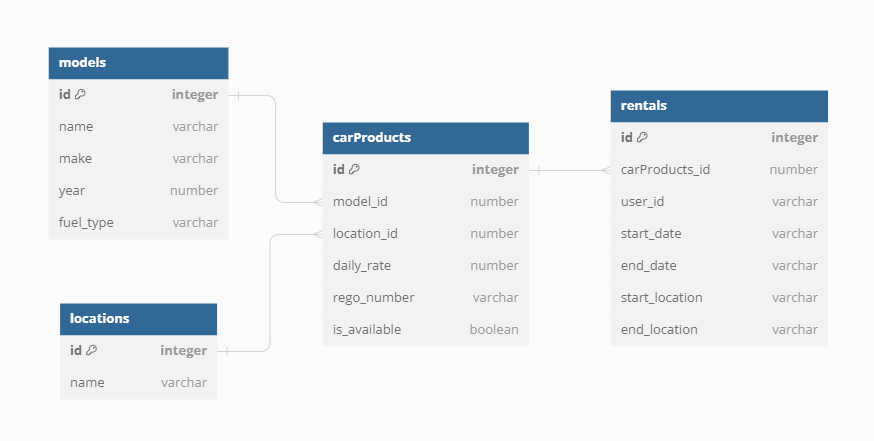 models
id integer
name varchar
make varchar
year number
fuel_type varchar
locations
id integer
name varchar
carProducts
id integer
model_id number
location_id number
daily_rate number
rego_number varchar
is_available boolean
rentals
id integer
carProducts_id number
user_id varchar
start_date varchar
end_date varchar
start_location varchar
end_location varchar